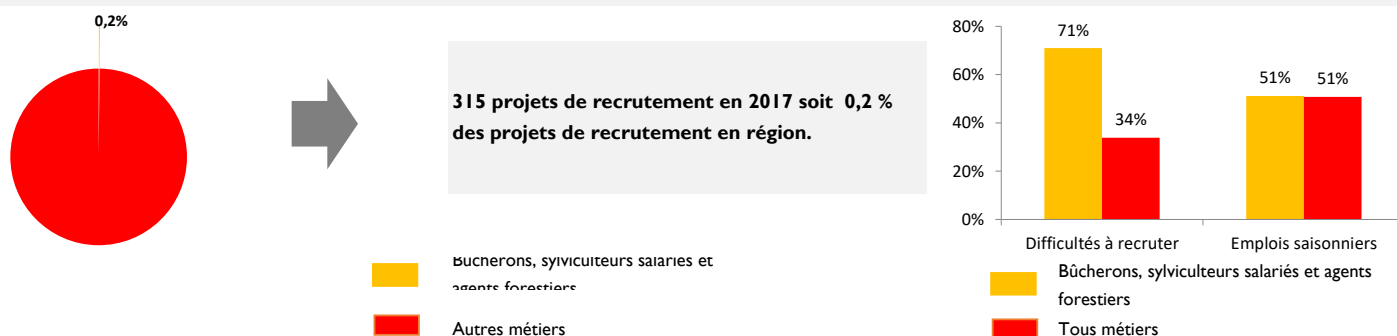 0,2%
315 projets de recrutement en 2017 soit 0,2 %
des projets de recrutement en région.
Bûcherons, sylviculteurs salariés et
agents forestiers
Autres métiers
80%
60%
40%
20%
0%
71%
34%
51%
51%
Difficultés à recruter
Emplois saisonniers
Bûcherons, sylviculteurs salariés et agents
forestiers
Tous métiers